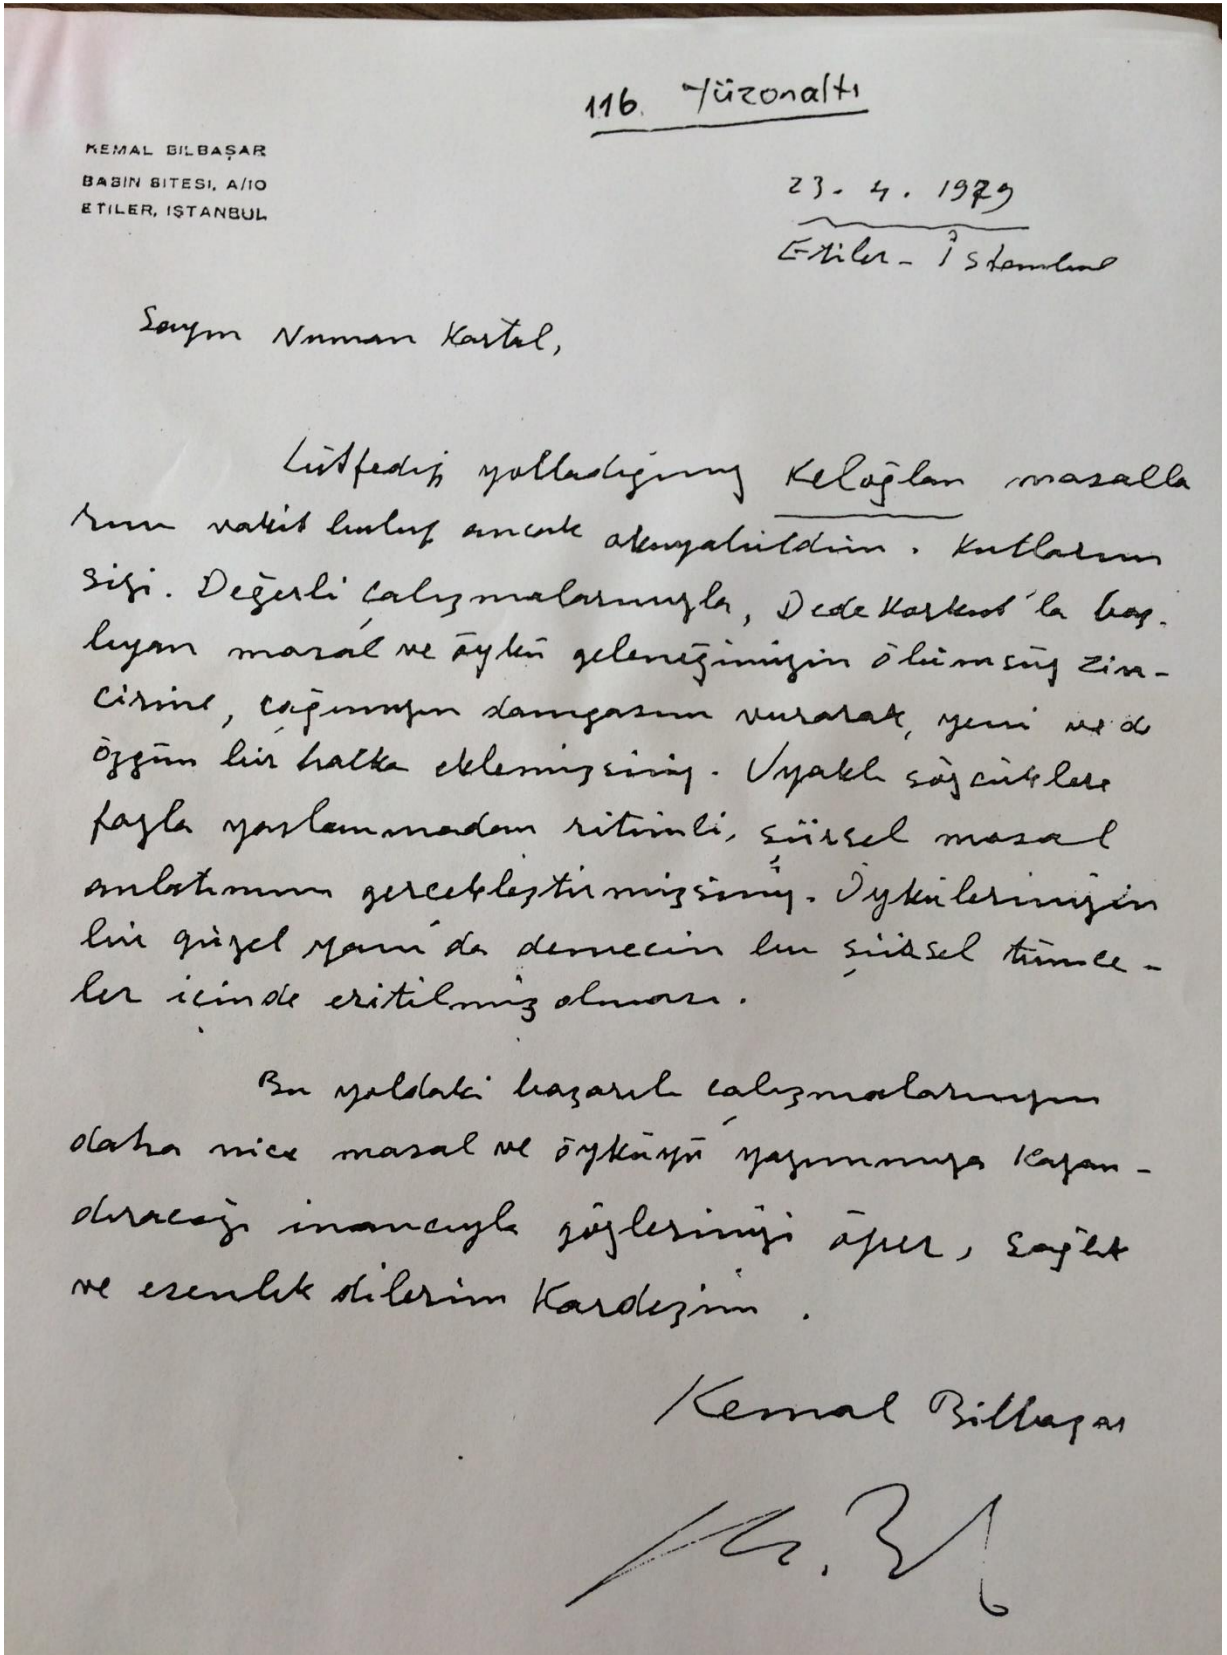 116. Yüzonaltı
KEMAL BİLBAŞAR
BASIN SİTESİ, A/10
ETİLER, İSTANBUL
23. 4. 1979
Etiler - İstanbul
Sayın Numan Kartal,
Lütfedip yolladığınız Keloğlan masalla
rını vakit bulup ancak okuyabildim. Kutlarım
sizi. Değerli çalışmalarınızla, Dede Korkut'la baş-
lıyan masal ve öykü geleneğimizin ölümsüz zin-
cirine, çağımızın damgasını vurarak, yeni ve de
özgün bir halka eklemişsiniz. Uyaklı sözcüklere
fazla yaslanmadan ritimli, şiirsel masal
anlatımını gerçekleştirmişsiniz. Öykülerinizin
bir güzel yanı da demecin bu şiirsel tümce-
ler içinde eritilmiş olması.
Bu yoldaki başarılı çalışmalarınızın
daha nice masal ve öyküyü yazınımıza kazan-
dıracağı inancıyla gözlerinizi öper, sağlık
ve esenlik dilerim Kardeşim.
Kemal Bilbaşar
K. B